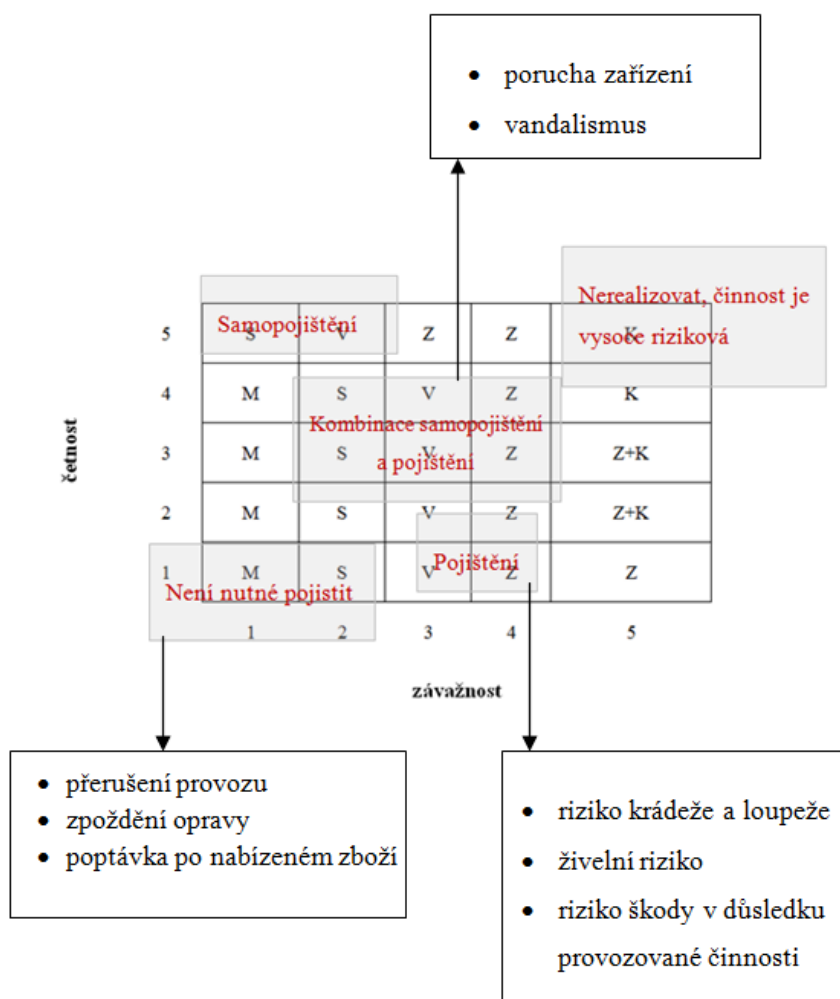 • porucha zařízení
• vandalismus
Nerealizovat, činnost je
vysoce riziková
Samopojištění
5 S V Z Z K
4 M S V Z K
Kombinace samopojištění
a pojištění
3 M S V Z Z+K
2 M S V Z Z+K
Pojištění
1 M S V Z Z
Není nutné pojistit
1 2 3 4 5
četnost
závažnost
• přerušení provozu
• zpoždění opravy
• poptávka po nabízeném zboží
• riziko krádeže a loupeže
• živelní riziko
• riziko škody v důsledku
provozované činnosti